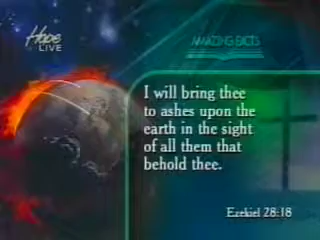 Hope
LIVE
AMAZING FACTS
I will bring thee
to ashes upon the
earth in the sight
of all them that
behold thee.
Ezekiel 28:18